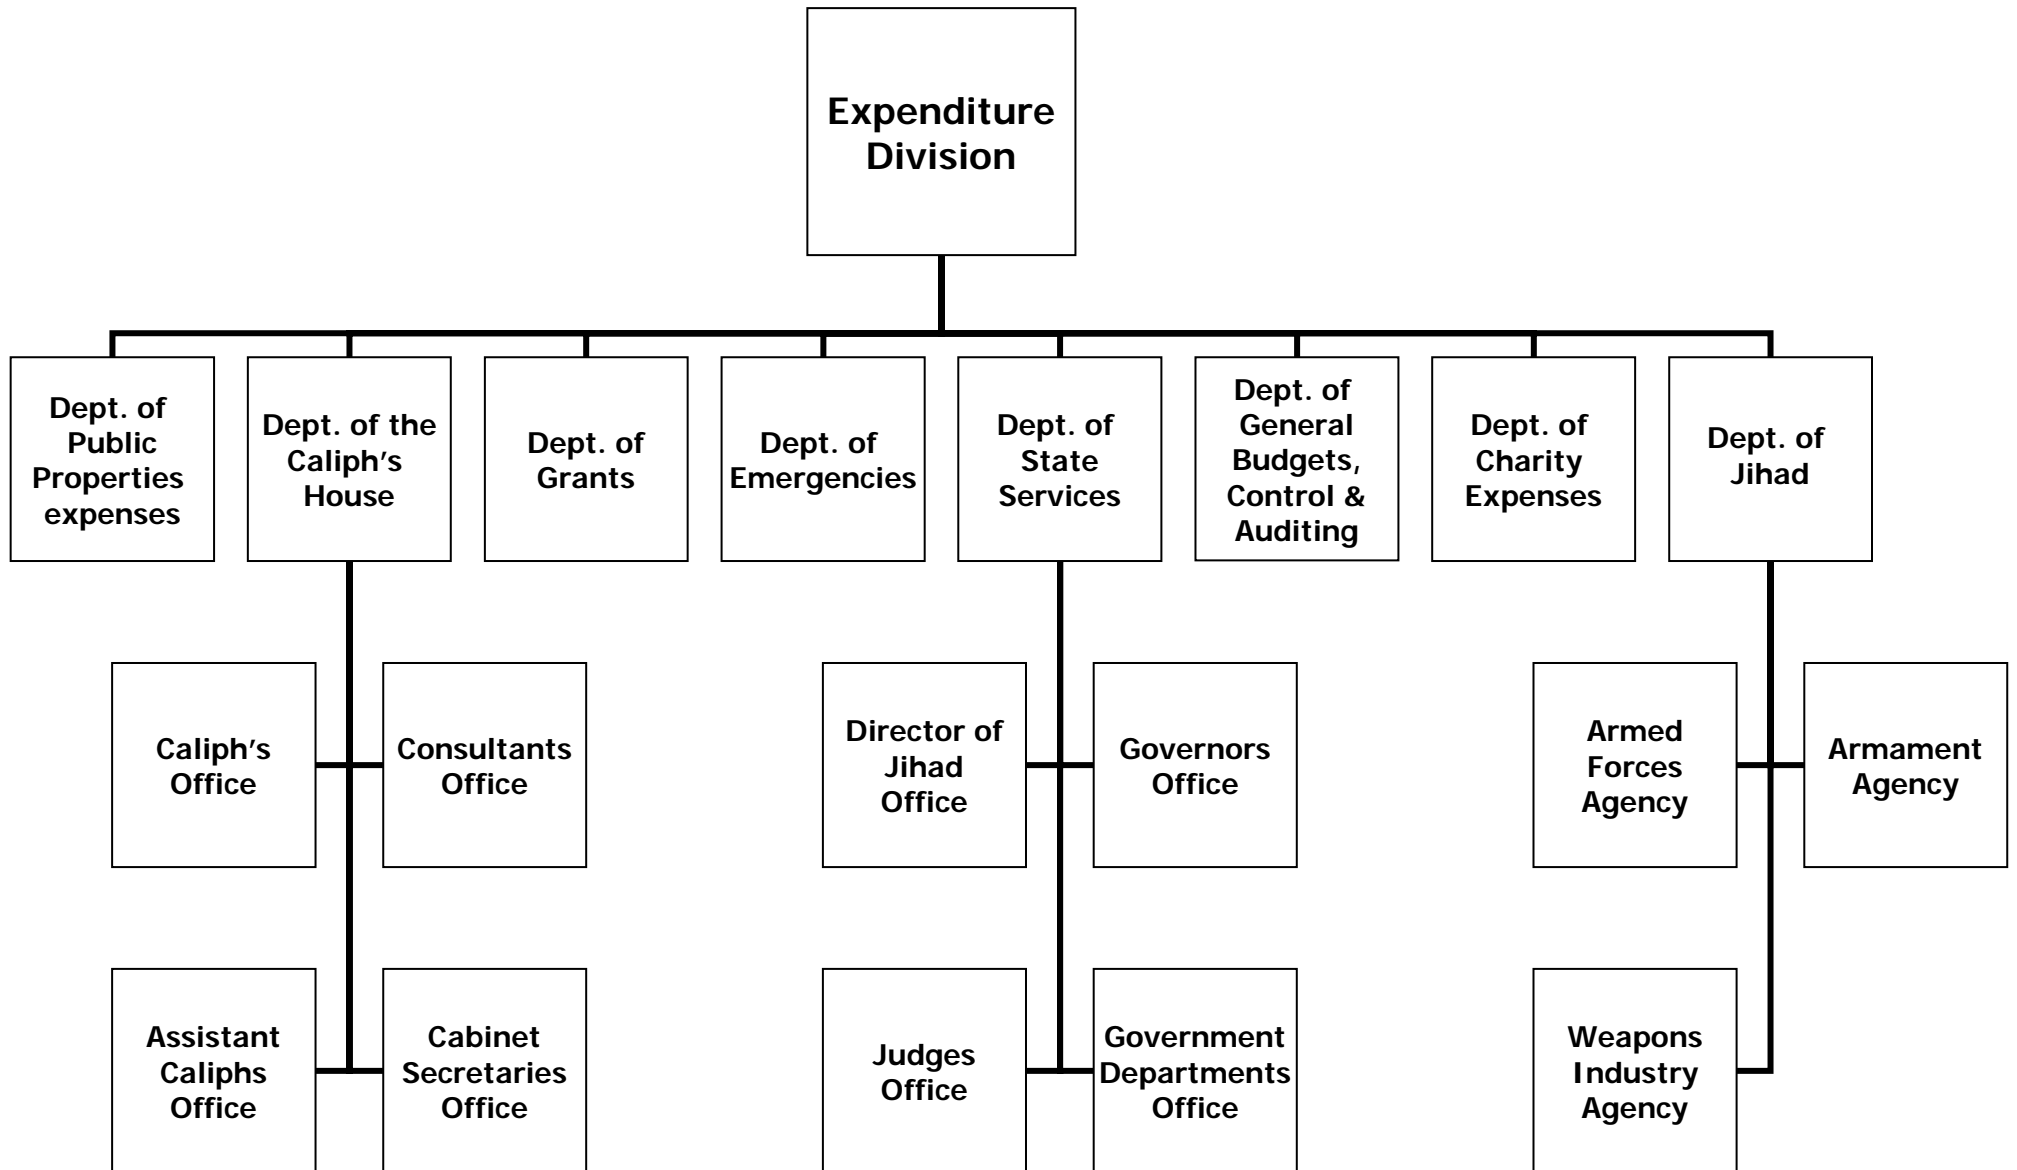 Expenditure
Division
Dept. of
Public
Properties
expenses
Dept. of the
Caliph’s
House
Dept. of
Grants
Dept. of
Emergencies
Dept. of
State
Services
Dept. of
General
Budgets,
Control &
Auditing
Dept. of
Charity
Expenses
Dept. of
Jihad
Caliph’s
Office
Consultants
Office
Director of
Jihad
Office
Governors
Office
Armed
Forces
Agency
Armament
Agency
Assistant
Caliphs
Office
Cabinet
Secretaries
Office
Judges
Office
Government
Departments
Office
Weapons
Industry
Agency